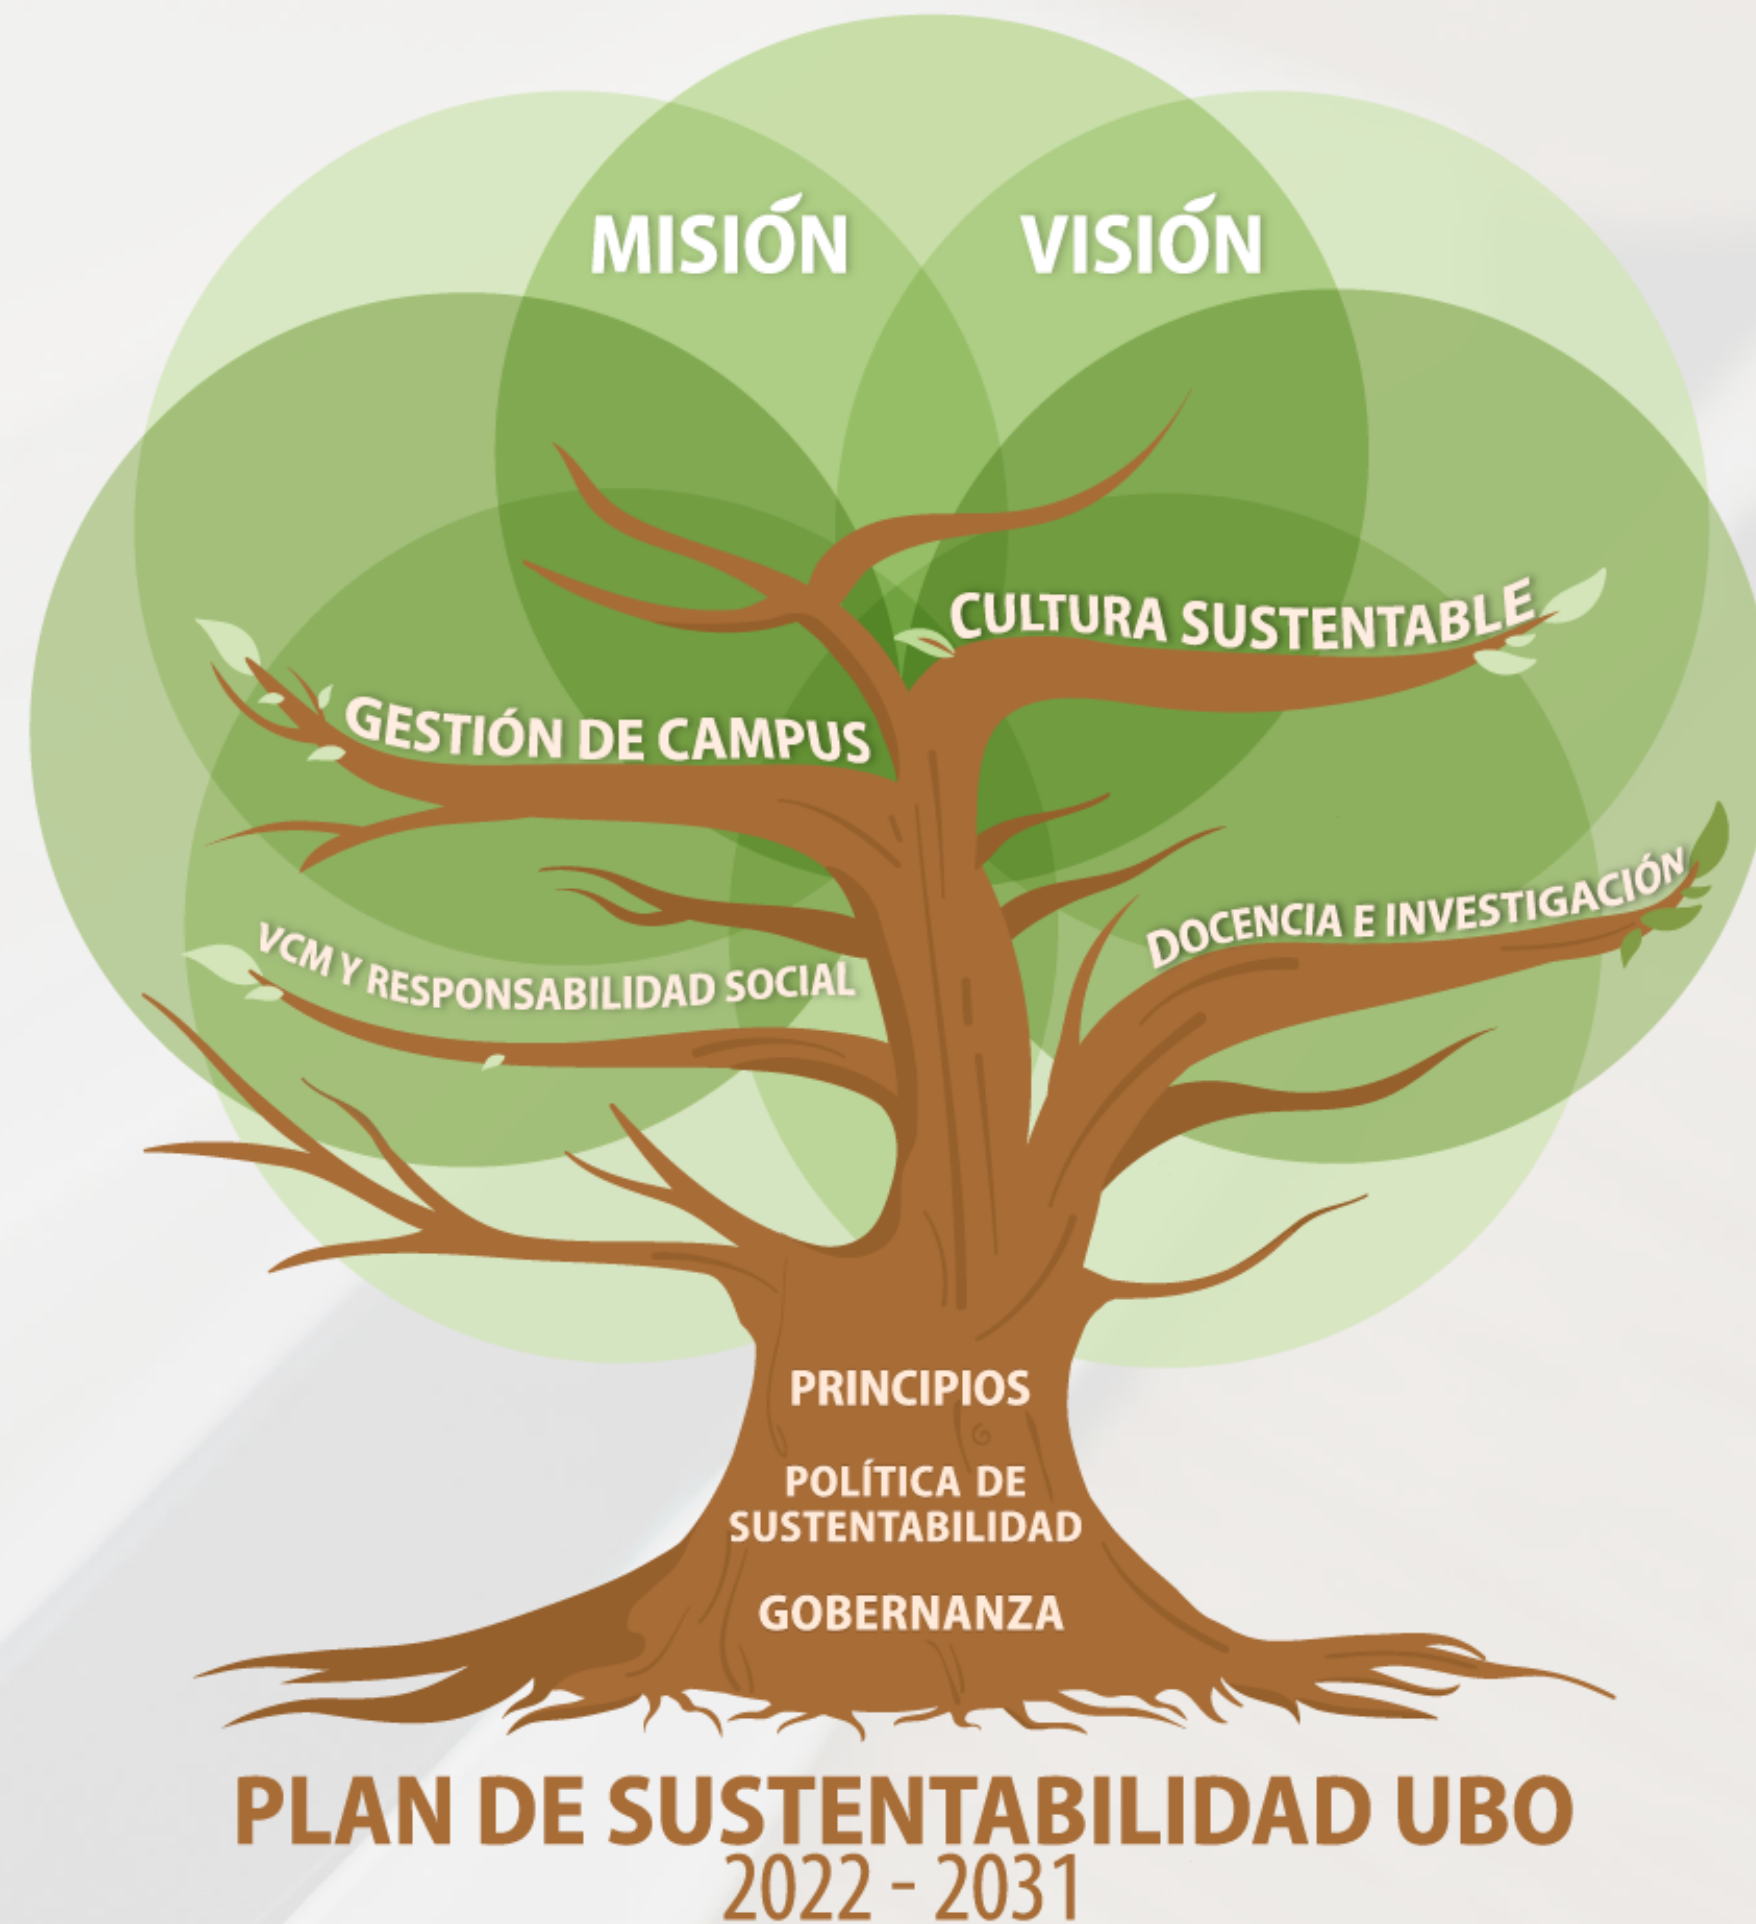 MISIÓN
VISIÓN
CULTURA SUSTENTABLE
GESTIÓN DE CAMPUS
DOCENCIA E INVESTIGACIÓN
VCM Y RESPONSABILIDAD SOCIAL
PRINCIPIOS
POLÍTICA DE
SUSTENTABILIDAD
GOBERNANZA
PLAN DE SUSTENTABILIDAD UBO
2022 - 2031